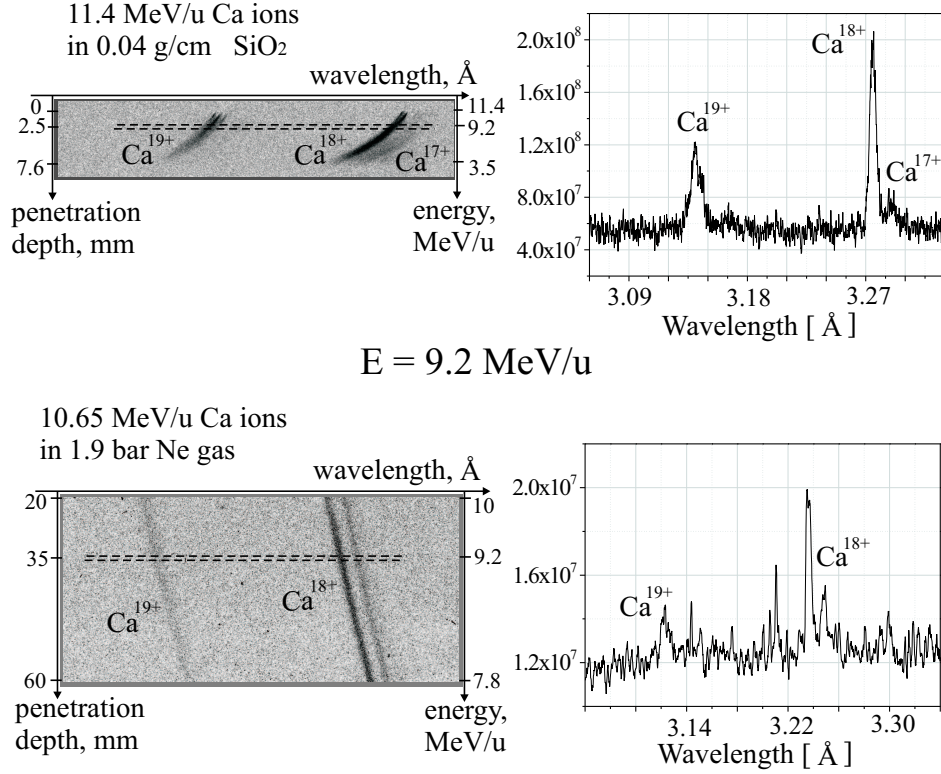 11.4 MeV/u Ca ions
in 0.04 g/cm SiO₂
wavelength, Å
0
2.5
7.6
11.4
9.2
3.5
Ca¹⁹⁺
Ca¹⁸⁺
Ca¹⁷⁺
penetration
depth, mm
energy,
MeV/u
2.0x10⁸
1.6x10⁸
1.2x10⁸
8.0x10⁷
4.0x10⁷
Ca¹⁸⁺
Ca¹⁹⁺
Ca¹⁷⁺
3.09 3.18 3.27
Wavelength [ Å ]
E = 9.2 MeV/u
10.65 MeV/u Ca ions
in 1.9 bar Ne gas
wavelength, Å
20
35
60
10
9.2
7.8
Ca¹⁹⁺
Ca¹⁸⁺
penetration
depth, mm
energy,
MeV/u
2.0x10⁷
1.6x10⁷
1.2x10⁷
Ca¹⁸⁺
Ca¹⁹⁺
3.14 3.22 3.30
Wavelength [ Å ]